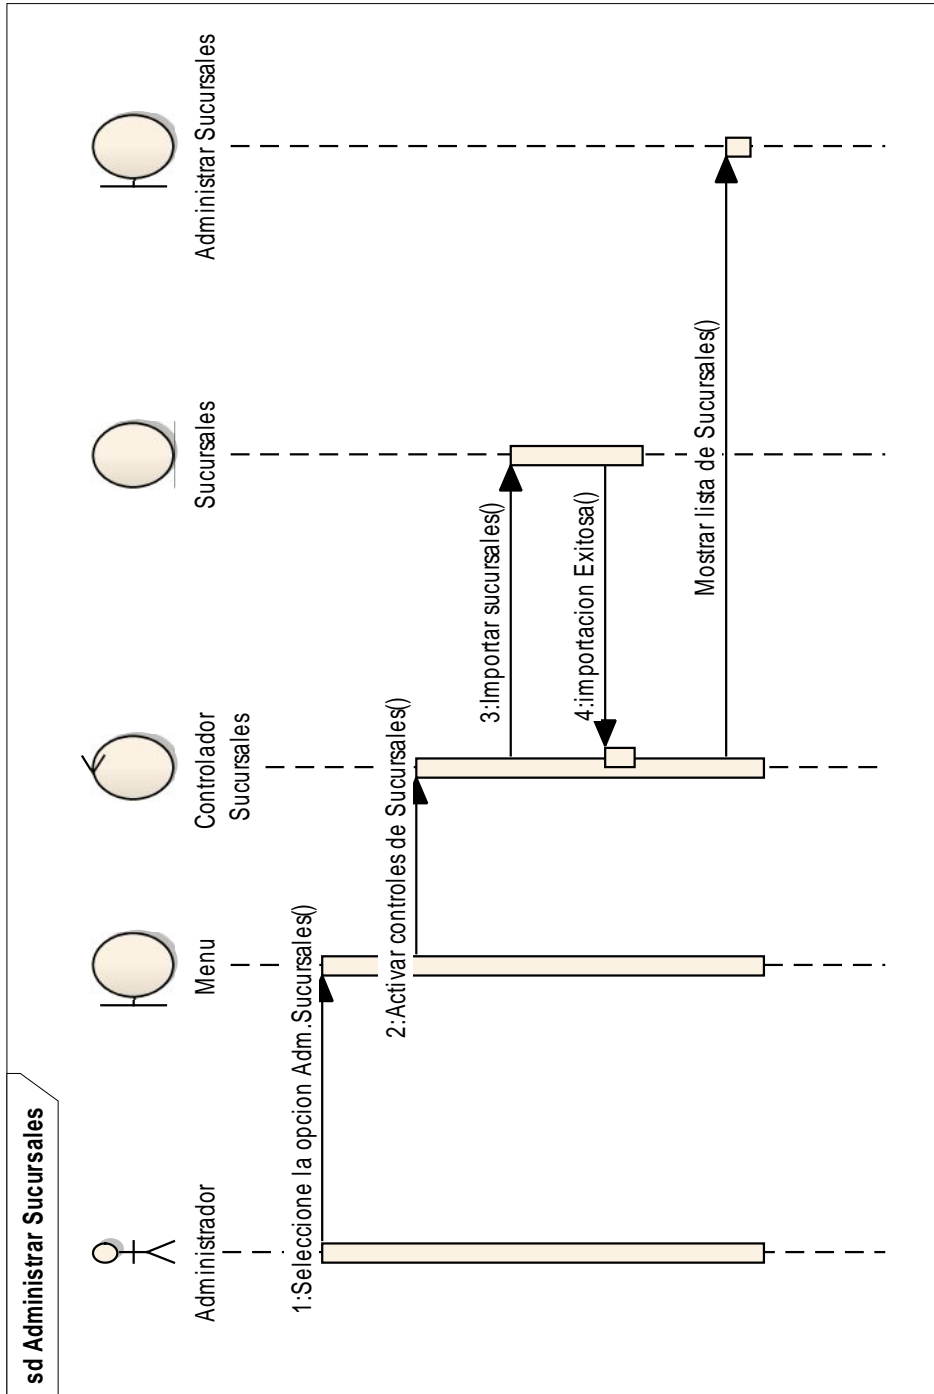 sd Administrar Sucursales
Administrador
Menu
Controlador
Sucursales
Sucursales
Administrar Sucursales
1:Seleccione la opcion Adm.Sucursales()
2:Activar controles de Sucursales()
3:Importar sucursales()
4:importacion Exitosa()
Mostrar lista de Sucursales()